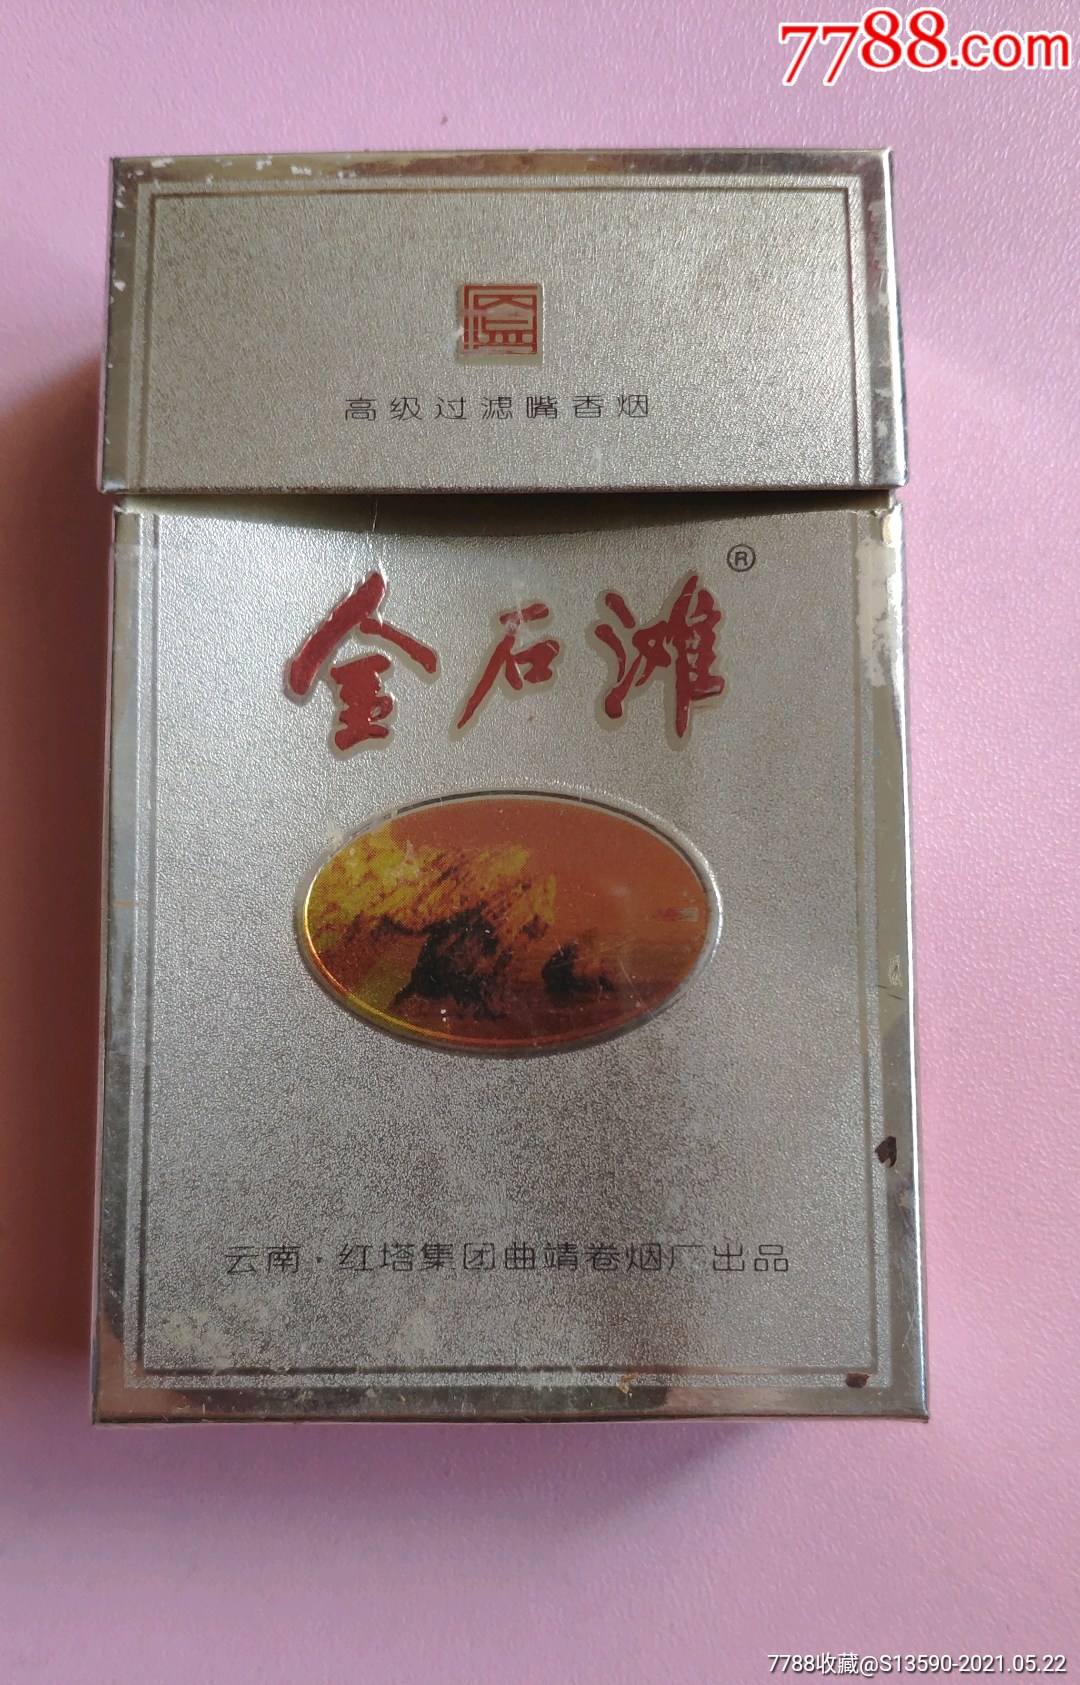 7788.com
高级过滤嘴香烟
金石滩®
云南·红塔集团曲靖卷烟厂出品
7788收藏@S13590-2021.05.22